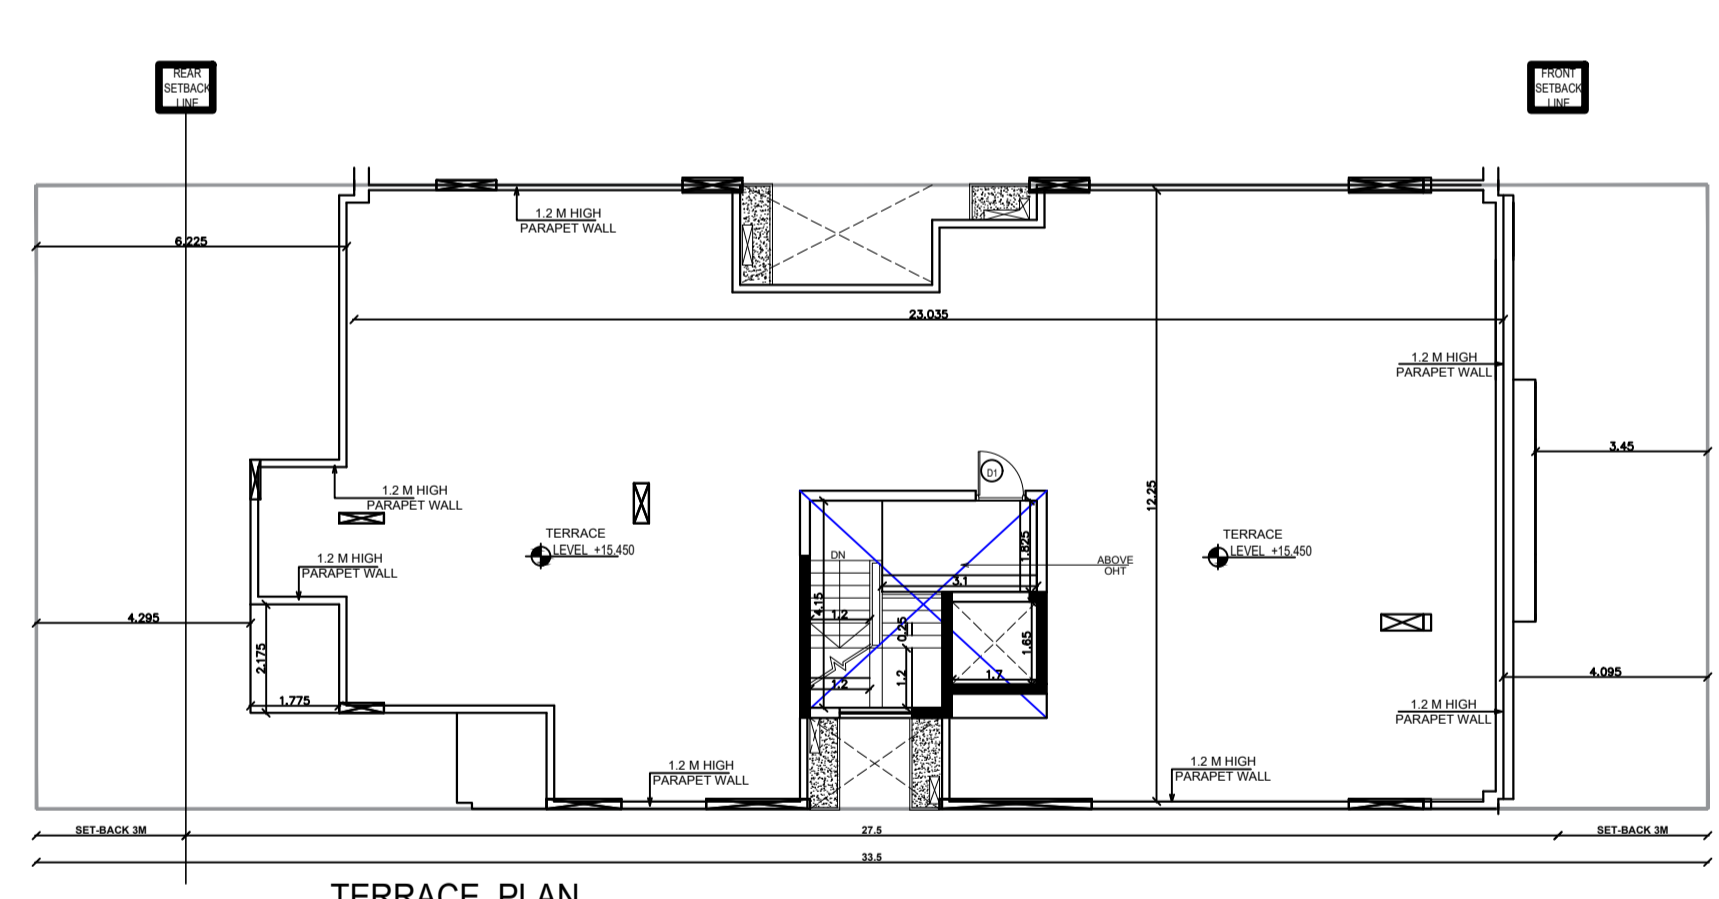 REAR
SETBACK
LINE
FRONT
SETBACK
LINE
1.2 M HIGH
PARAPET WALL
6.225
23.035
1.2 M HIGH
PARAPET WALL
3.45
D1
1.2 M HIGH
PARAPET WALL
12.25
TERRACE
LEVEL +15.450
TERRACE
LEVEL +15.450
DN
1.825
ABOVE
OHT
1.2 M HIGH
PARAPET WALL
3.1
4.15
1.2
0.25
4.295
1.65
2.175
1.2
1.2
1.7
4.095
1.775
1.2 M HIGH
PARAPET WALL
1.2 M HIGH
PARAPET WALL
1.2 M HIGH
PARAPET WALL
SET-BACK 3M
27.5
SET-BACK 3M
33.5
TERRACE PLAN